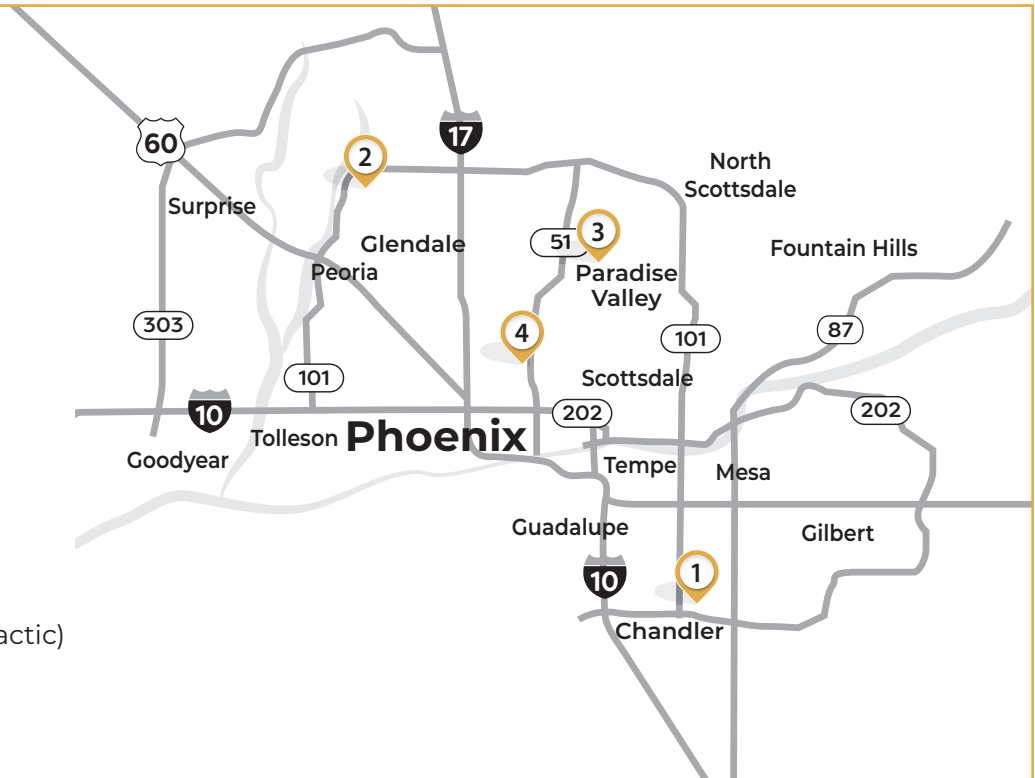 17
60
2
North
Scottsdale
Surprise
51
3
Glendale
Fountain Hills
Peoria
Paradise
Valley
303
4
87
101
101
Scottsdale
10
202
202
Tolleson
Phoenix
Goodyear
Tempe
Mesa
Guadalupe
Gilbert
10
1
Chandler
actic)